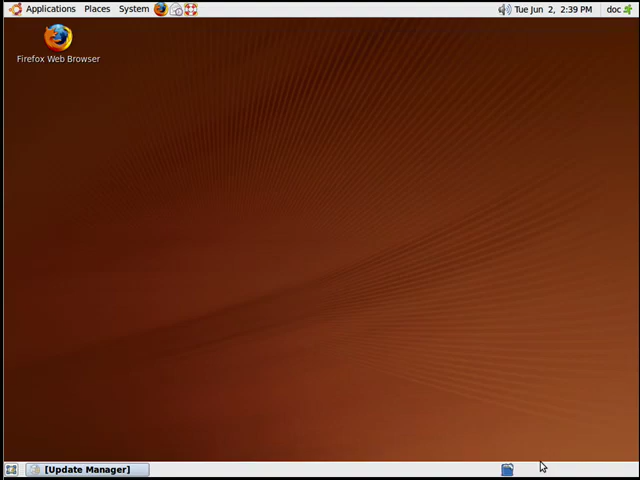 Applications Places System Tue Jun 2, 2:39 PM doc
Firefox Web Browser
[Update Manager]